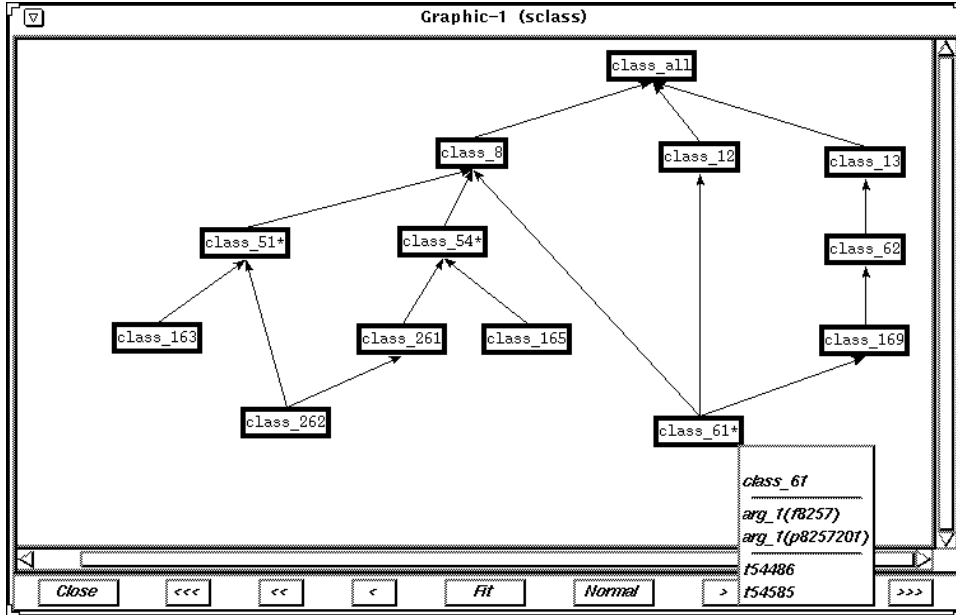 Graphic-1 (sclass)
class_all
class_8
class_12
class_13
class_51*
class_54*
class_62
class_163
class_261
class_165
class_169
class_262
class_61*
class_61
arg_1(f8257)
arg_1(p8257201)
t54486
t54585
Close <<< << < Fit Normal > >>>